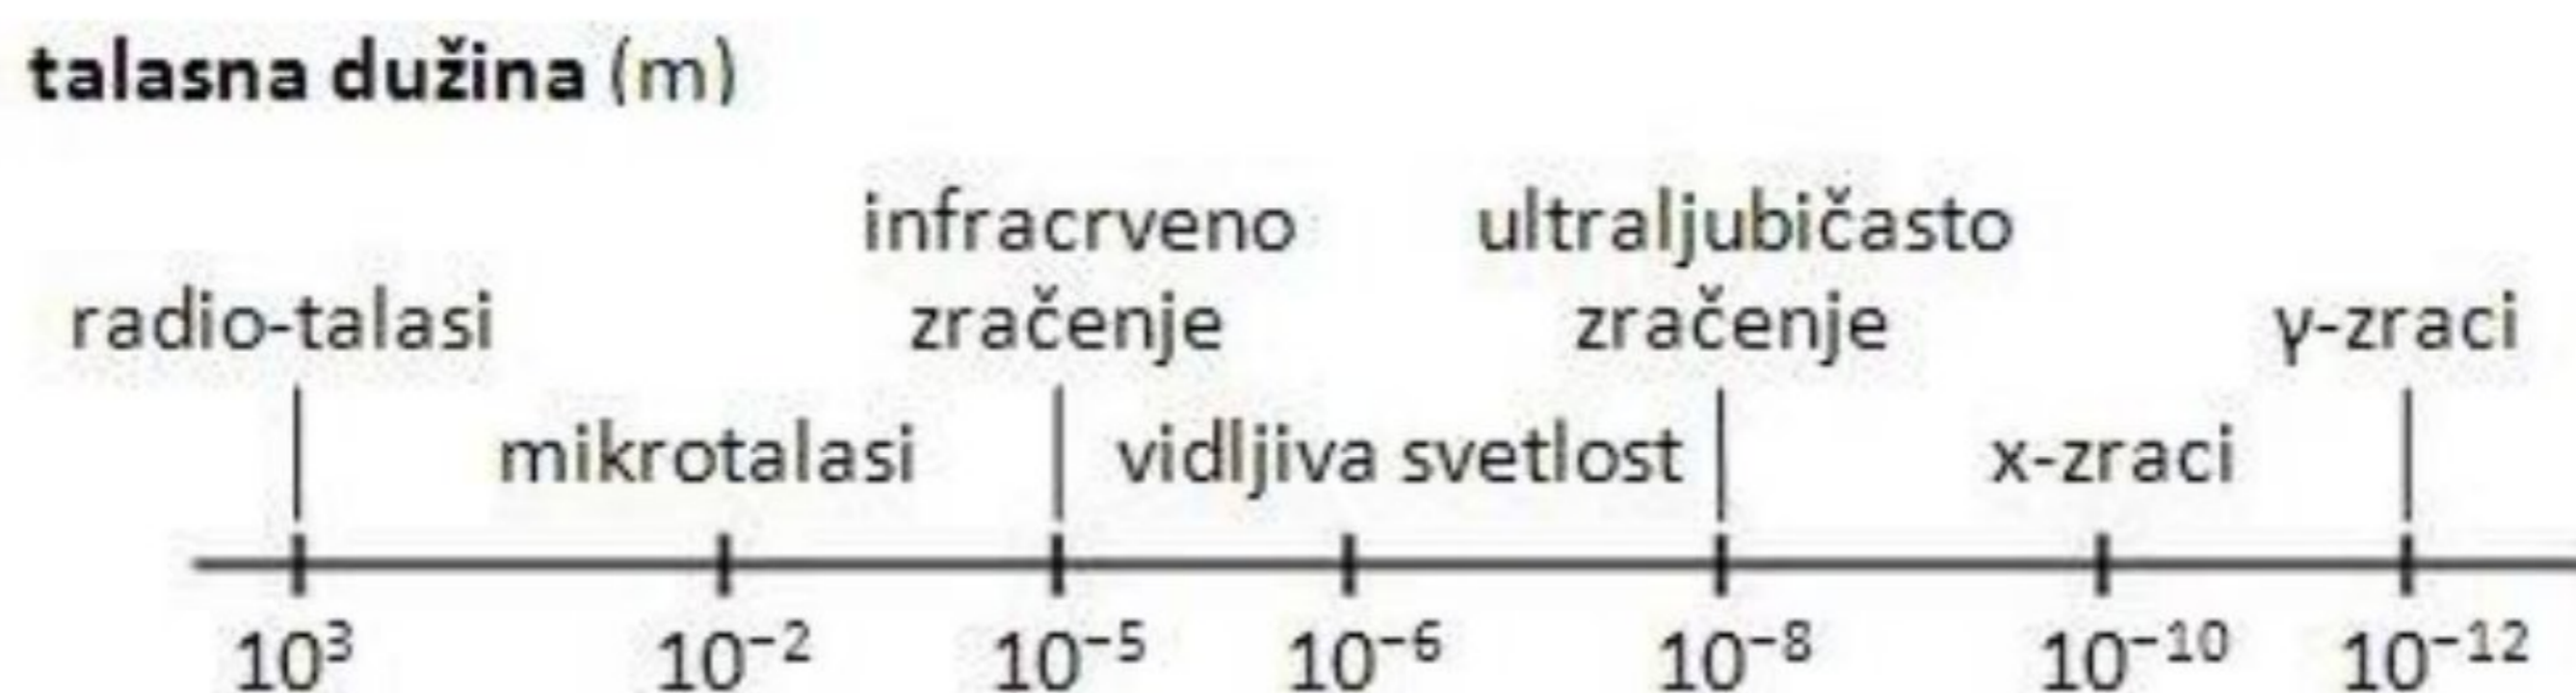 talasna dužina (m)
infracrveno ultraljubičasto
radio-talasi zračenje zračenje γ-zraci
mikrotalasi vidljiva svetlost x-zraci
10³ 10⁻² 10⁻⁵ 10⁻⁶ 10⁻⁸ 10⁻¹⁰ 10⁻¹²